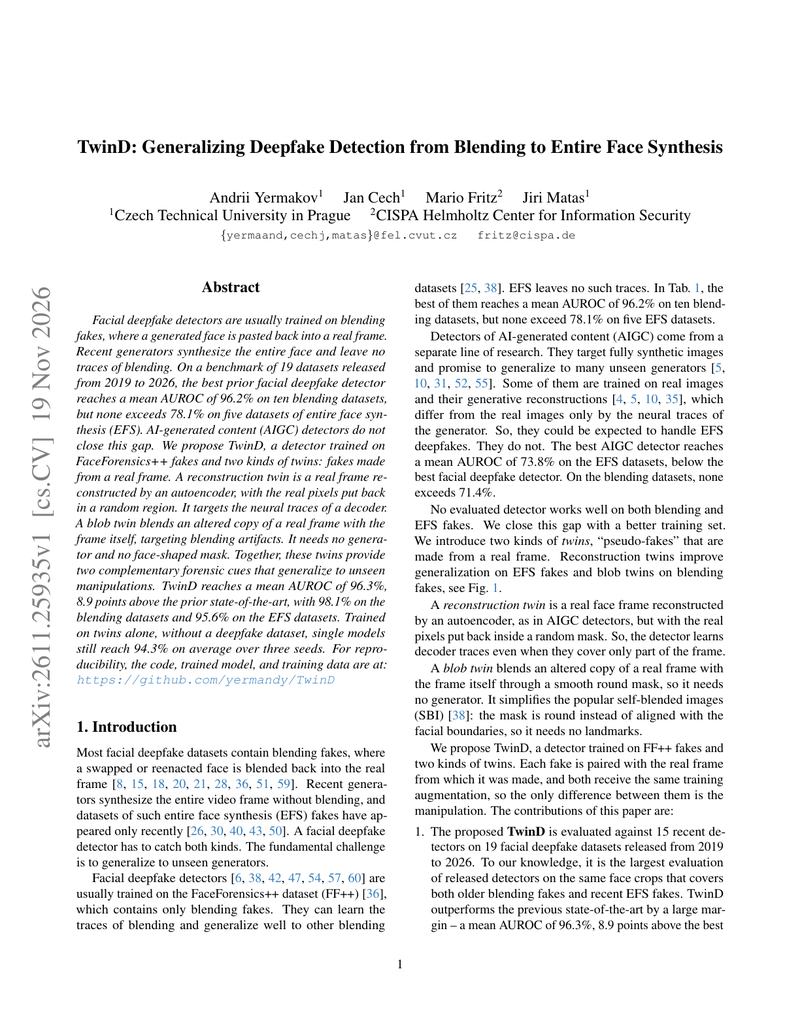 TwinD: Generalizing Deepfake Detection from Blending to Entire Face Synthesis
Andrii Yermakov1 Jan Cech1 Mario Fritz2 Jiri Matas1
1Czech Technical University in Prague 2CISPA Helmholtz Center for Information Security
{yermaand,cechj,matas}@fel.cvut.cz fritz@cispa.de
arXiv:2611.25935v1 [cs.CV] 19 Nov 2026
Abstract
Facial deepfake detectors are usually trained on blending
fakes, where a generated face is pasted back into a real frame.
Recent generators synthesize the entire face and leave no
traces of blending. On a benchmark of 19 datasets released
from 2019 to 2026, the best prior facial deepfake detector
reaches a mean AUROC of 96.2% on ten blending datasets,
but none exceeds 78.1% on five datasets of entire face syn-
thesis (EFS). AI-generated content (AIGC) detectors do not
close this gap. We propose TwinD, a detector trained on
FaceForensics++ fakes and two kinds of twins: fakes made
from a real frame. A reconstruction twin is a real frame re-
constructed by an autoencoder, with the real pixels put back
in a random region. It targets the neural traces of a decoder.
A blob twin blends an altered copy of a real frame with the
frame itself, targeting blending artifacts. It needs no genera-
tor and no face-shaped mask. Together, these twins provide
two complementary forensic cues that generalize to unseen
manipulations. TwinD reaches a mean AUROC of 96.3%,
8.9 points above the prior state-of-the-art, with 98.1% on the
blending datasets and 95.6% on the EFS datasets. Trained
on twins alone, without a deepfake dataset, single models
still reach 94.3% on average over three seeds. For repro-
ducibility, the code, trained model, and training data are at:
https://github.com/yermandy/TwinD
1. Introduction
Most facial deepfake datasets contain blending fakes, where
a swapped or reenacted face is blended back into the real
frame [8, 15, 18, 20, 21, 28, 36, 51, 59]. Recent genera-
tors synthesize the entire video frame without blending, and
datasets of such entire face synthesis (EFS) fakes have ap-
peared only recently [26, 30, 40, 43, 50]. A facial deepfake
detector has to catch both kinds. The fundamental challenge
is to generalize to unseen generators.
Facial deepfake detectors [6, 38, 42, 47, 54, 57, 60] are
usually trained on the FaceForensics++ dataset (FF++) [36],
which contains only blending fakes. They can learn the
traces of blending and generalize well to other blending
datasets [25, 38]. EFS leaves no such traces. In Tab. 1, the
best of them reaches a mean AUROC of 96.2% on ten blend-
ing datasets, but none exceed 78.1% on five EFS datasets.
Detectors of AI-generated content (AIGC) come from a
separate line of research. They target fully synthetic images
and promise to generalize to many unseen generators [5,
10, 31, 52, 55]. Some of them are trained on real images
and their generative reconstructions [4, 5, 10, 35], which
differ from the real images only by the neural traces of
the generator. So, they could be expected to handle EFS
deepfakes. They do not. The best AIGC detector reaches
a mean AUROC of 73.8% on the EFS datasets, below the
best facial deepfake detector. On the blending datasets, none
exceeds 71.4%.
No evaluated detector works well on both blending and
EFS fakes. We close this gap with a better training set.
We introduce two kinds of twins, “pseudo-fakes” that are
made from a real frame. Reconstruction twins improve
generalization on EFS fakes and blob twins on blending
fakes, see Fig. 1.
A reconstruction twin is a real face frame reconstructed
by an autoencoder, as in AIGC detectors, but with the real
pixels put back inside a random mask. So, the detector learns
decoder traces even when they cover only part of the frame.
A blob twin blends an altered copy of a real frame with
the frame itself through a smooth round mask, so it needs
no generator. It simplifies the popular self-blended images
(SBI) [38]: the mask is round instead of aligned with the
facial boundaries, so it needs no landmarks.
We propose TwinD, a detector trained on FF++ fakes and
two kinds of twins. Each fake is paired with the real frame
from which it was made, and both receive the same training
augmentation, so the only difference between them is the
manipulation. The contributions of this paper are:
1. The proposed TwinD is evaluated against 15 recent de-
tectors on 19 facial deepfake datasets released from 2019
to 2026. To our knowledge, it is the largest evaluation
of released detectors on the same face crops that covers
both older blending fakes and recent EFS fakes. TwinD
outperforms the previous state-of-the-art by a large mar-
gin – a mean AUROC of 96.3%, 8.9 points above the best
1